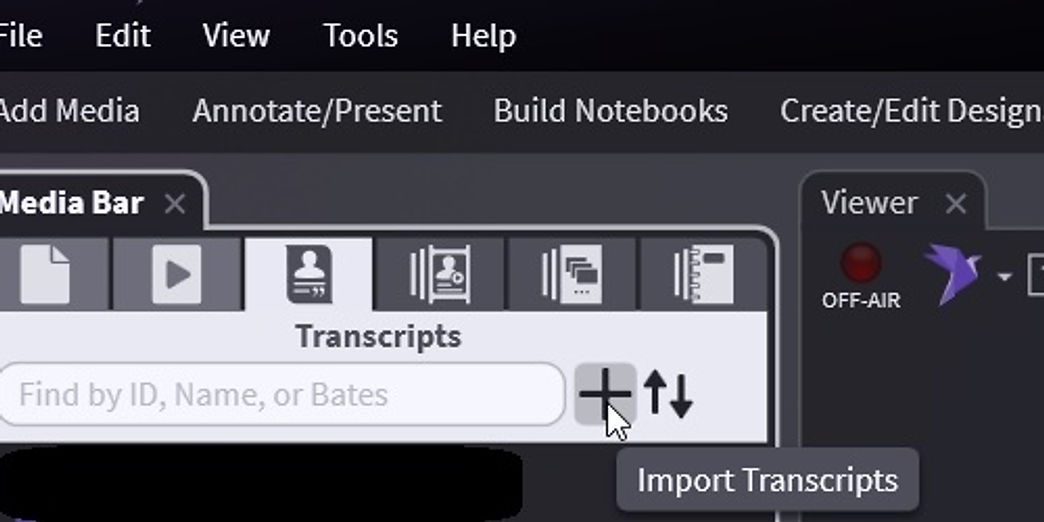 File Edit View Tools Help
Add Media Annotate/Present Build Notebooks Create/Edit Design
Media Bar Viewer
OFF-AIR
Transcripts
Find by ID, Name, or Bates
Import Transcripts